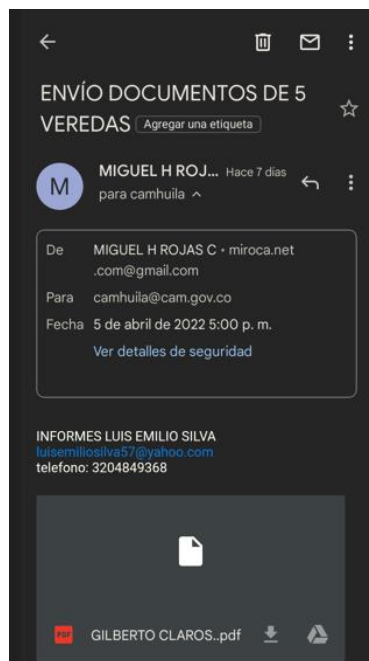 ENVÍO DOCUMENTOS DE 5
VEREDAS Agregar una etiqueta
M
MIGUEL H ROJ... Hace 7 días
para camhuila
De MIGUEL H ROJAS C • miroca.net
.com@gmail.com
Para camhuila@cam.gov.co
Fecha 5 de abril de 2022 5:00 p. m.
Ver detalles de seguridad
INFORMES LUIS EMILIO SILVA
luisemiliosilva57@yahoo.com
telefono: 3204849368
PDF GILBERTO CLAROS..pdf